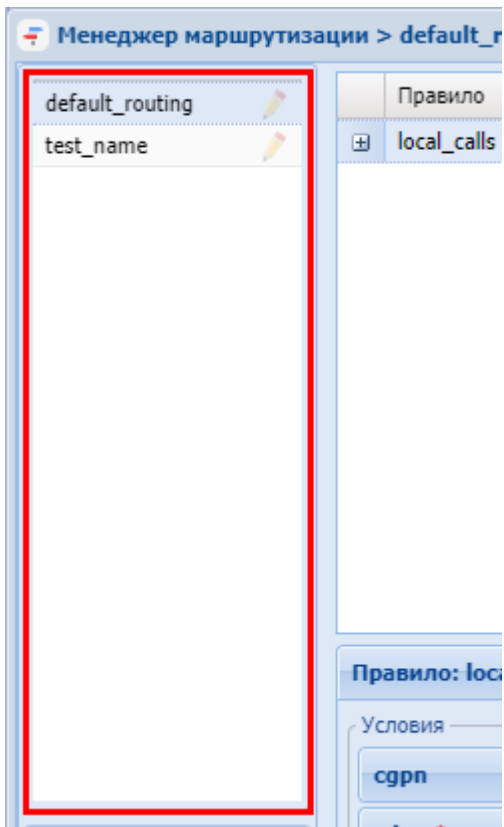 Менеджер маршрутизации > default_r
default_routing
test_name
Правило
local_calls
Правило: loca
Условия
cgpn